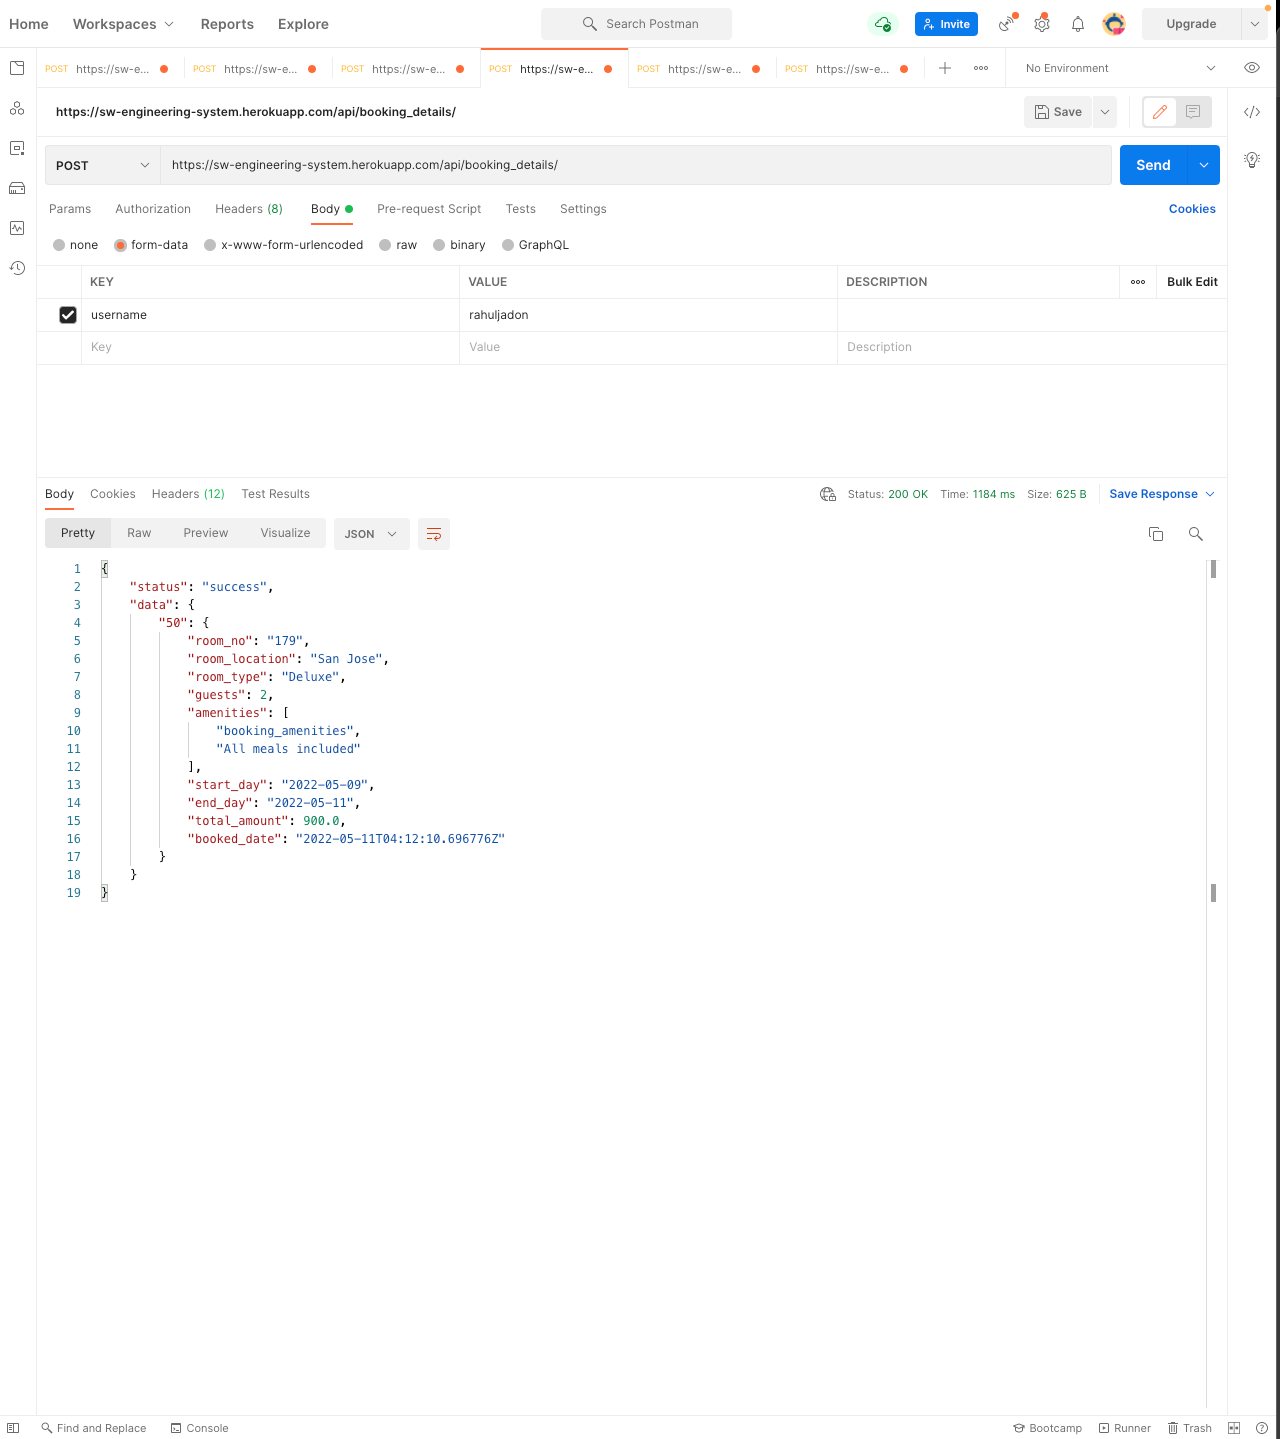 Home Workspaces Reports Explore Search Postman Invite Upgrade
POST https://sw-e... POST https://sw-e... POST https://sw-e... POST https://sw-e... POST https://sw-e... POST https://sw-e... No Environment
https://sw-engineering-system.herokuapp.com/api/booking_details/ Save
POST https://sw-engineering-system.herokuapp.com/api/booking_details/ Send
Params Authorization Headers (8) Body Pre-request Script Tests Settings Cookies
none form-data x-www-form-urlencoded raw binary GraphQL
KEY VALUE DESCRIPTION Bulk Edit
username rahuljadon
Key Value Description
Body Cookies Headers (12) Test Results Status: 200 OK Time: 1184 ms Size: 625 B Save Response
Pretty Raw Preview Visualize JSON
1 {
2 "status": "success",
3 "data": {
4 "50": {
5 "room_no": "179",
6 "room_location": "San Jose",
7 "room_type": "Deluxe",
8 "guests": 2,
9 "amenities": [
10 "booking_amenities",
11 "All meals included"
12 ],
13 "start_day": "2022-05-09",
14 "end_day": "2022-05-11",
15 "total_amount": 900.0,
16 "booked_date": "2022-05-11T04:12:10.696776Z"
17 }
18 }
19 }
Find and Replace Console Bootcamp Runner Trash